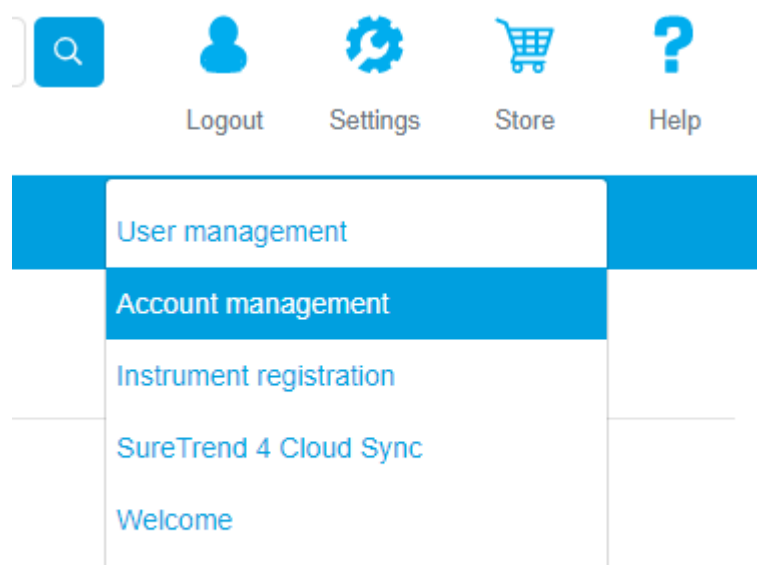 Logout Settings Store Help
User management
Account management
Instrument registration
SureTrend 4 Cloud Sync
Welcome